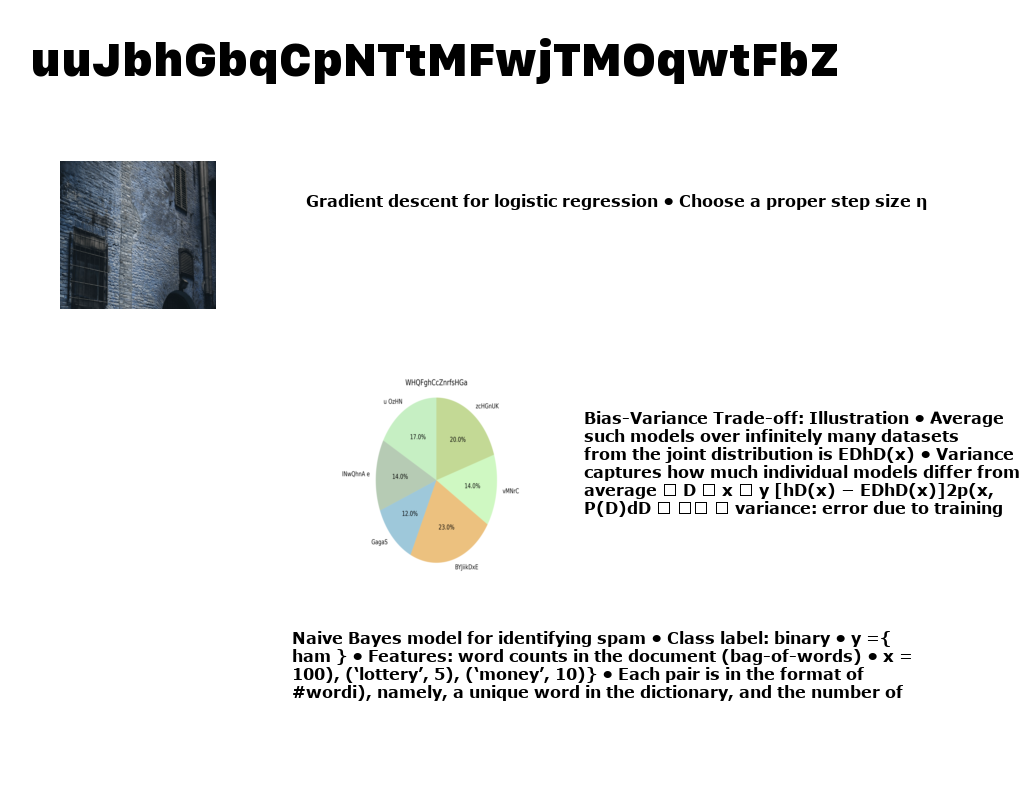 uuJbhGbqCpNTtMFwjTMOqwtFbZ
Gradient descent for logistic regression • Choose a proper step size η
WHQFghCcZnrfsHGa
u OzHN
zcHGnUK
17.0%
20.0%
iNwQhnA e
14.0%
14.0%
vMNrC
12.0%
23.0%
GagaS
BYjiikDxE
Bias-Variance Trade-off: Illustration • Average
such models over infinitely many datasets
from the joint distribution is EDhD(x) • Variance
captures how much individual models differ from
average □ D □ x □ y [hD(x) − EDhD(x)]2p(x,
P(D)dD □ □□ □ variance: error due to training
Naive Bayes model for identifying spam • Class label: binary • y ={
ham } • Features: word counts in the document (bag-of-words) • x =
100), (‘lottery’, 5), (‘money’, 10)} • Each pair is in the format of
#wordi), namely, a unique word in the dictionary, and the number of